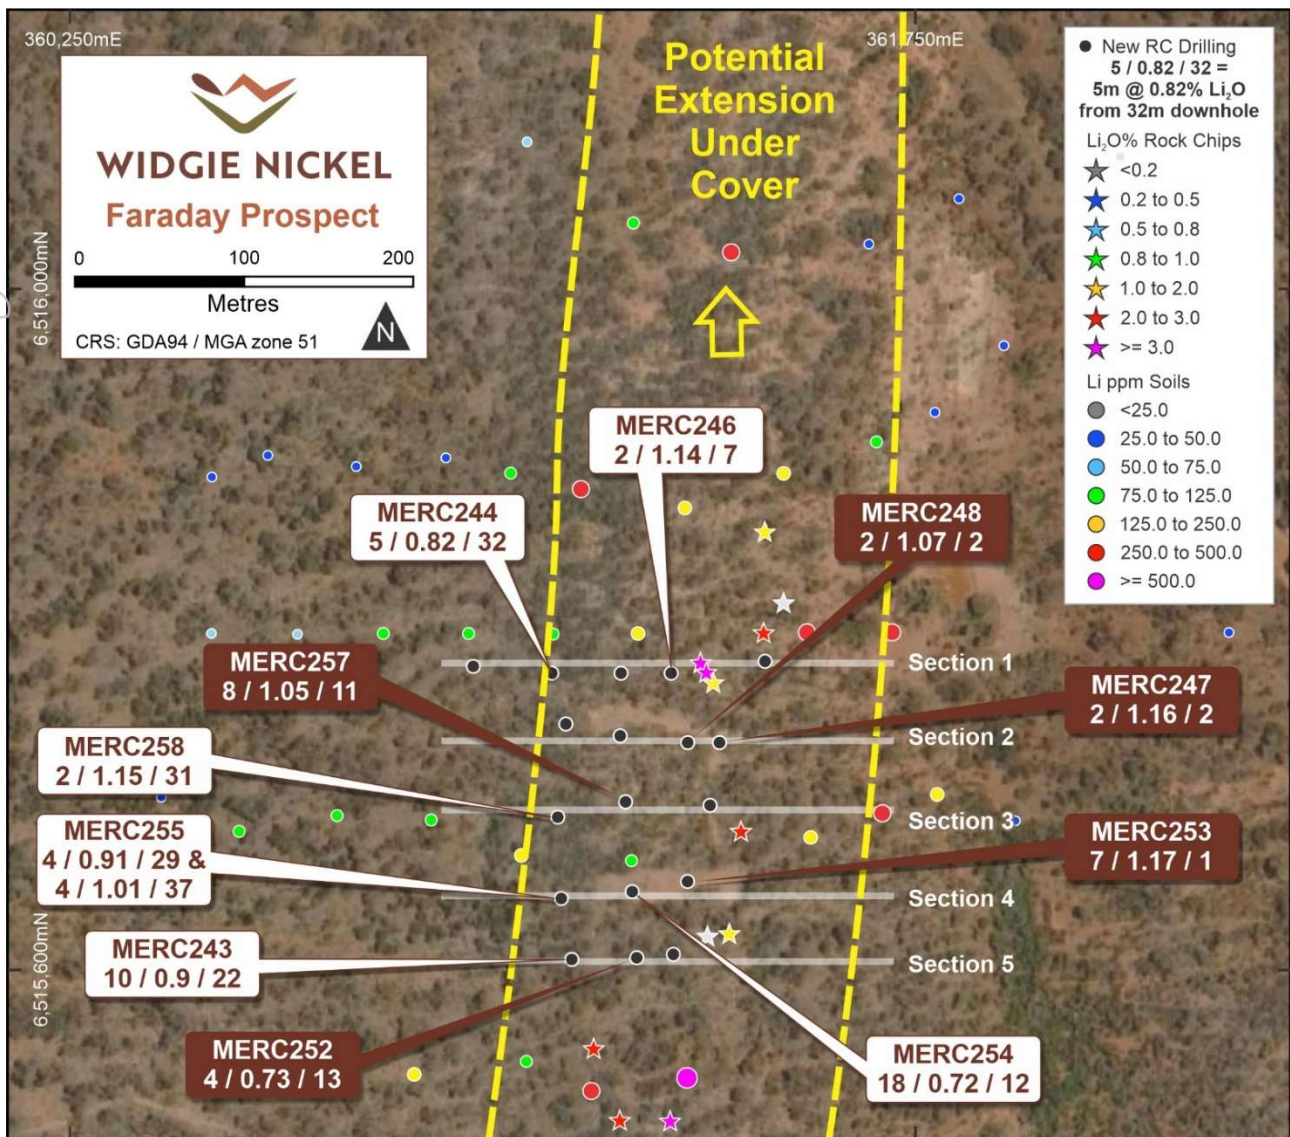 360,250mE
361,750mE
WIDGIE NICKEL
Faraday Prospect
0 100 200
Metres
CRS: GDA94 / MGA zone 51
N
6,516,000mN
6,515,600mN
Potential
Extension
Under
Cover
New RC Drilling
5 / 0.82 / 32 =
5m @ 0.82% Li₂O
from 32m downhole
Li₂O% Rock Chips
<0.2
0.2 to 0.5
0.5 to 0.8
0.8 to 1.0
1.0 to 2.0
2.0 to 3.0
>= 3.0
Li ppm Soils
<25.0
25.0 to 50.0
50.0 to 75.0
75.0 to 125.0
125.0 to 250.0
250.0 to 500.0
>= 500.0
MERC246
2 / 1.14 / 7
MERC244
5 / 0.82 / 32
MERC248
2 / 1.07 / 2
MERC257
8 / 1.05 / 11
Section 1
MERC247
2 / 1.16 / 2
Section 2
MERC258
2 / 1.15 / 31
Section 3
MERC255
4 / 0.91 / 29 &
4 / 1.01 / 37
MERC253
7 / 1.17 / 1
Section 4
MERC243
10 / 0.9 / 22
Section 5
MERC252
4 / 0.73 / 13
MERC254
18 / 0.72 / 12